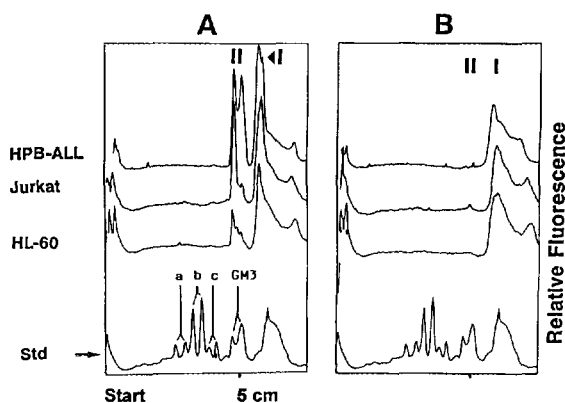 A
B
II
I
II
I
HPB-ALL
Jurkat
HL-60
a
b
c
GM3
Std
Start
5 cm
Relative Fluorescence